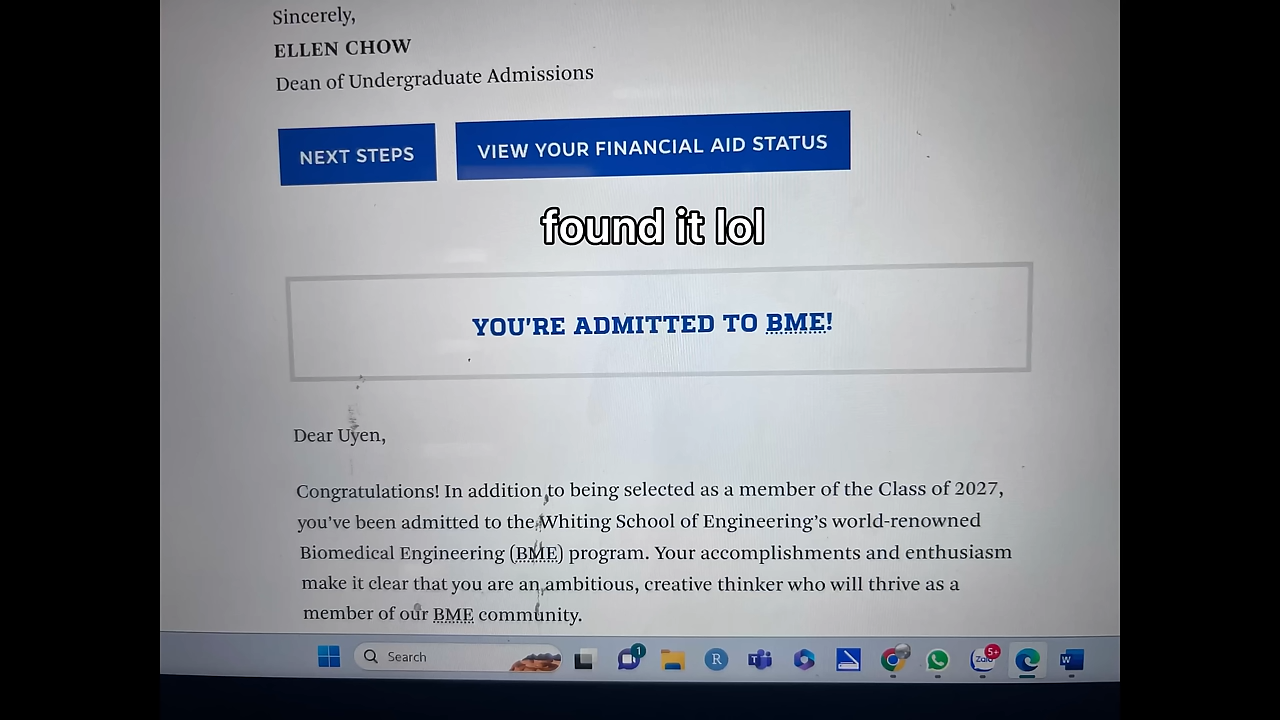 Sincerely,
ELLEN CHOW
Dean of Undergraduate Admissions
NEXT STEPS
VIEW YOUR FINANCIAL AID STATUS
found it lol
YOU'RE ADMITTED TO BME!
Dear Uyen,
Congratulations! In addition to being selected as a member of the Class of 2027,
you've been admitted to the Whiting School of Engineering's world-renowned
Biomedical Engineering (BME) program. Your accomplishments and enthusiasm
make it clear that you are an ambitious, creative thinker who will thrive as a
member of our BME community.
Search
1
R
Zalo
5+
W